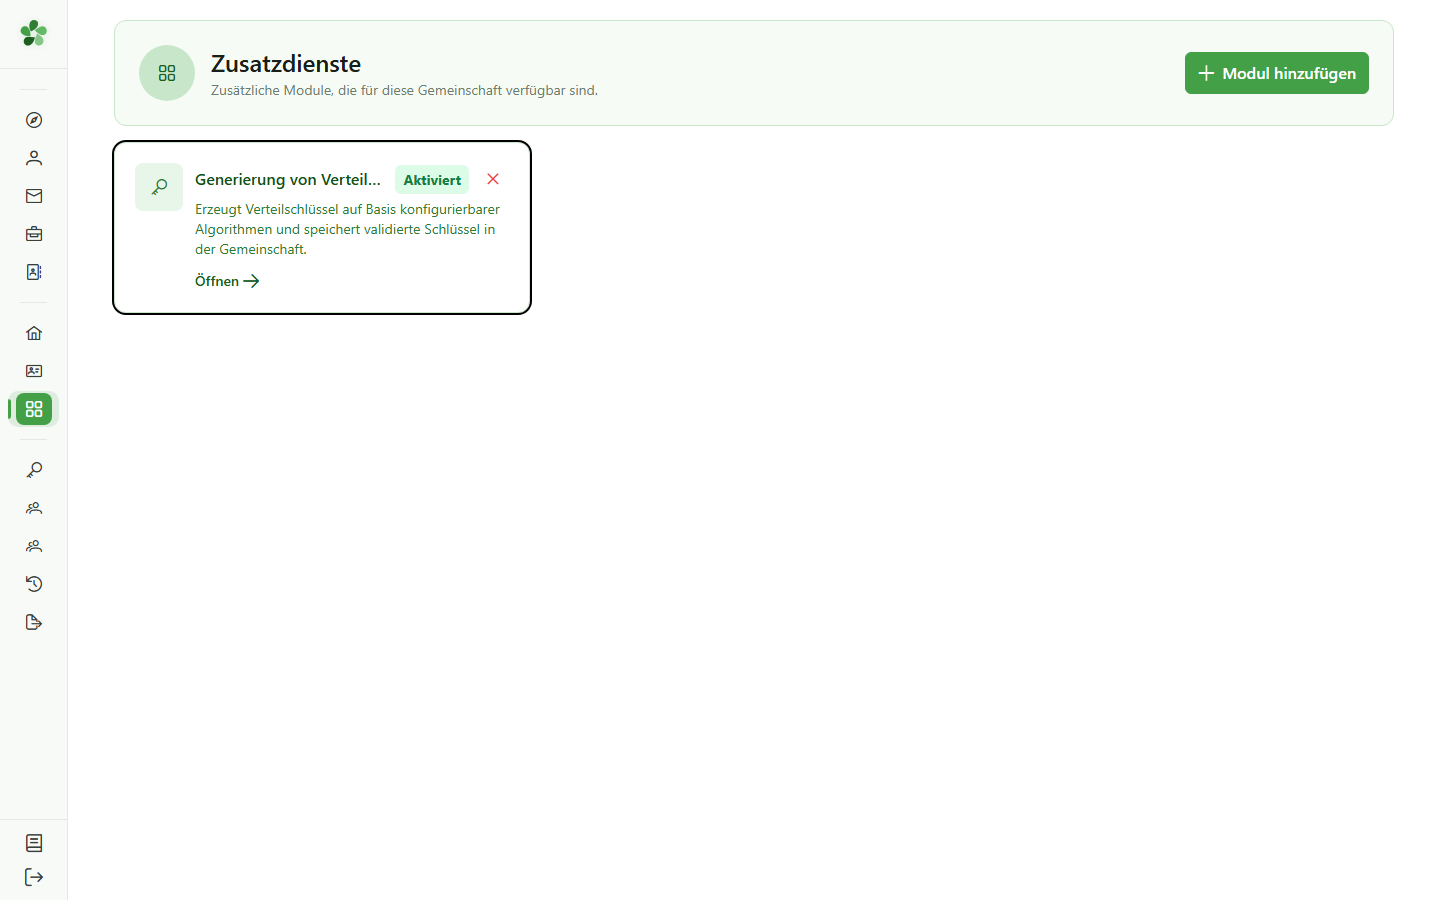 Zusatzdienste
Zusätzliche Module, die für diese Gemeinschaft verfügbar sind.
Modul hinzufügen
Generierung von Verteil...
Aktiviert
Erzeugt Verteilschlüssel auf Basis konfigurierbarer
Algorithmen und speichert validierte Schlüssel in
der Gemeinschaft.
Öffnen